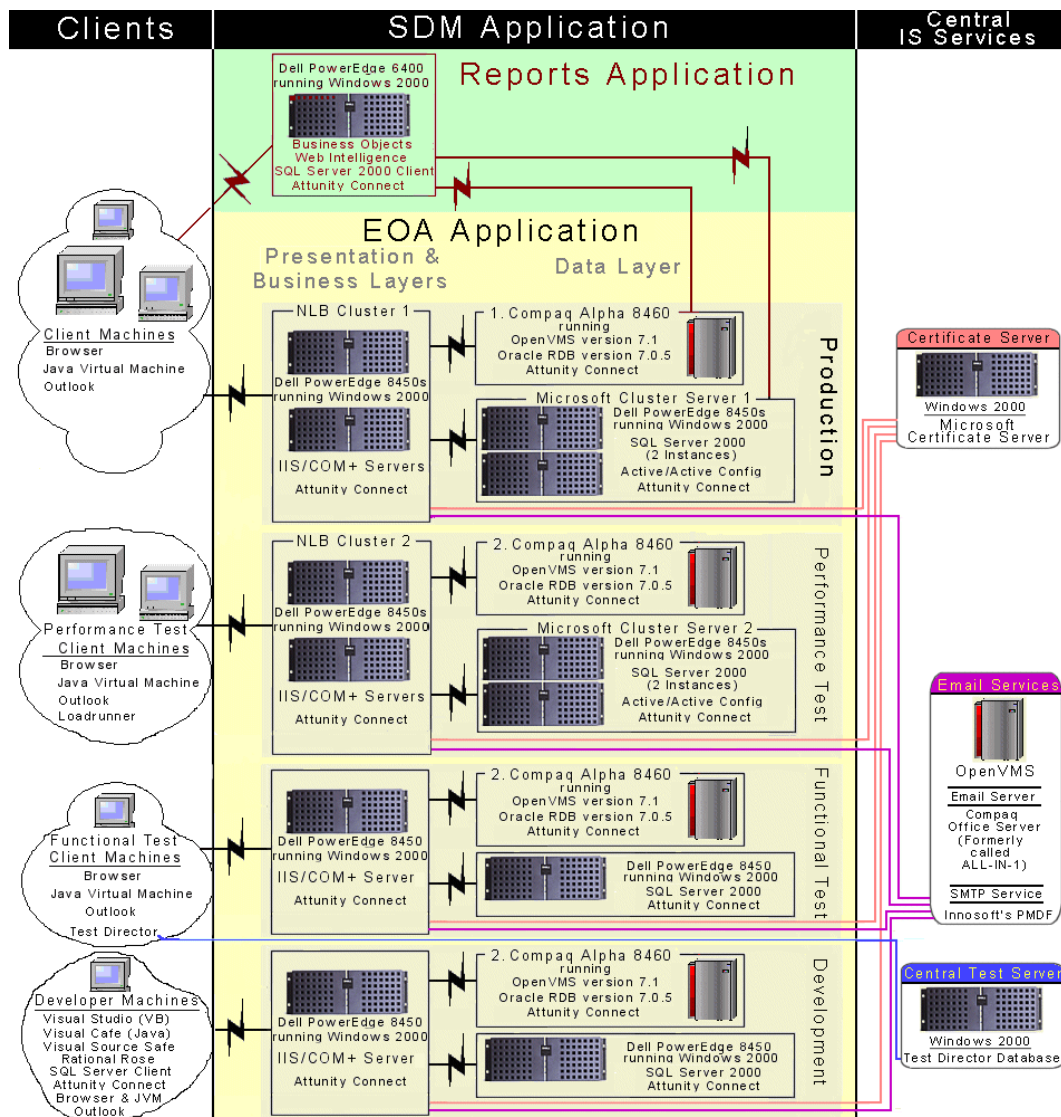 Clients
SDM Application
Central
IS Services
Dell PowerEdge 6400
running Windows 2000
Business Objects
Web Intelligence
SQL Server 2000 Client
Attunity Connect
Reports Application
EOA Application
Presentation &
Business Layers
Data Layer
Client Machines
Browser
Java Virtual Machine
Outlook
NLB Cluster 1
Dell PowerEdge 8450s
running Windows 2000
IIS/COM+ Servers
Attunity Connect
1. Compaq Alpha 8460
running
OpenVMS version 7.1
Oracle RDB version 7.0.5
Attunity Connect
Microsoft Cluster Server 1
Dell PowerEdge 8450s
running Windows 2000
SQL Server 2000
(2 Instances)
Active/Active Config
Attunity Connect
Production
Certificate Server
Windows 2000
Microsoft
Certificate Server
Performance Test
Client Machines
Browser
Java Virtual Machine
Outlook
Loadrunner
NLB Cluster 2
Dell PowerEdge 8450s
running Windows 2000
IIS/COM+ Servers
Attunity Connect
2. Compaq Alpha 8460
running
OpenVMS version 7.1
Oracle RDB version 7.0.5
Attunity Connect
Microsoft Cluster Server 2
Dell PowerEdge 8450s
running Windows 2000
SQL Server 2000
(2 Instances)
Active/Active Config
Attunity Connect
Performance Test
Email Services
OpenVMS
Email Server
Compaq
Office Server
(Formerly
called
ALL-IN-1)
SMTP Service
Innosoft's PMDF
Functional Test
Client Machines
Browser
Java Virtual Machine
Outlook
Test Director
Dell PowerEdge 8450
running Windows 2000
IIS/COM+ Server
Attunity Connect
2. Compaq Alpha 8460
running
OpenVMS version 7.1
Oracle RDB version 7.0.5
Attunity Connect
Dell PowerEdge 8450
running Windows 2000
SQL Server 2000
Attunity Connect
Functional Test
Central Test Server
Windows 2000
Test Director Database
Developer Machines
Visual Studio (VB)
Visual Cafe (Java)
Visual Source Safe
Rational Rose
SQL Server Client
Attunity Connect
Browser & JVM
Outlook
Dell PowerEdge 8450
running Windows 2000
IIS/COM+ Server
Attunity Connect
2. Compaq Alpha 8460
running
OpenVMS version 7.1
Oracle RDB version 7.0.5
Attunity Connect
Dell PowerEdge 8450
running Windows 2000
SQL Server 2000
Attunity Connect
Development